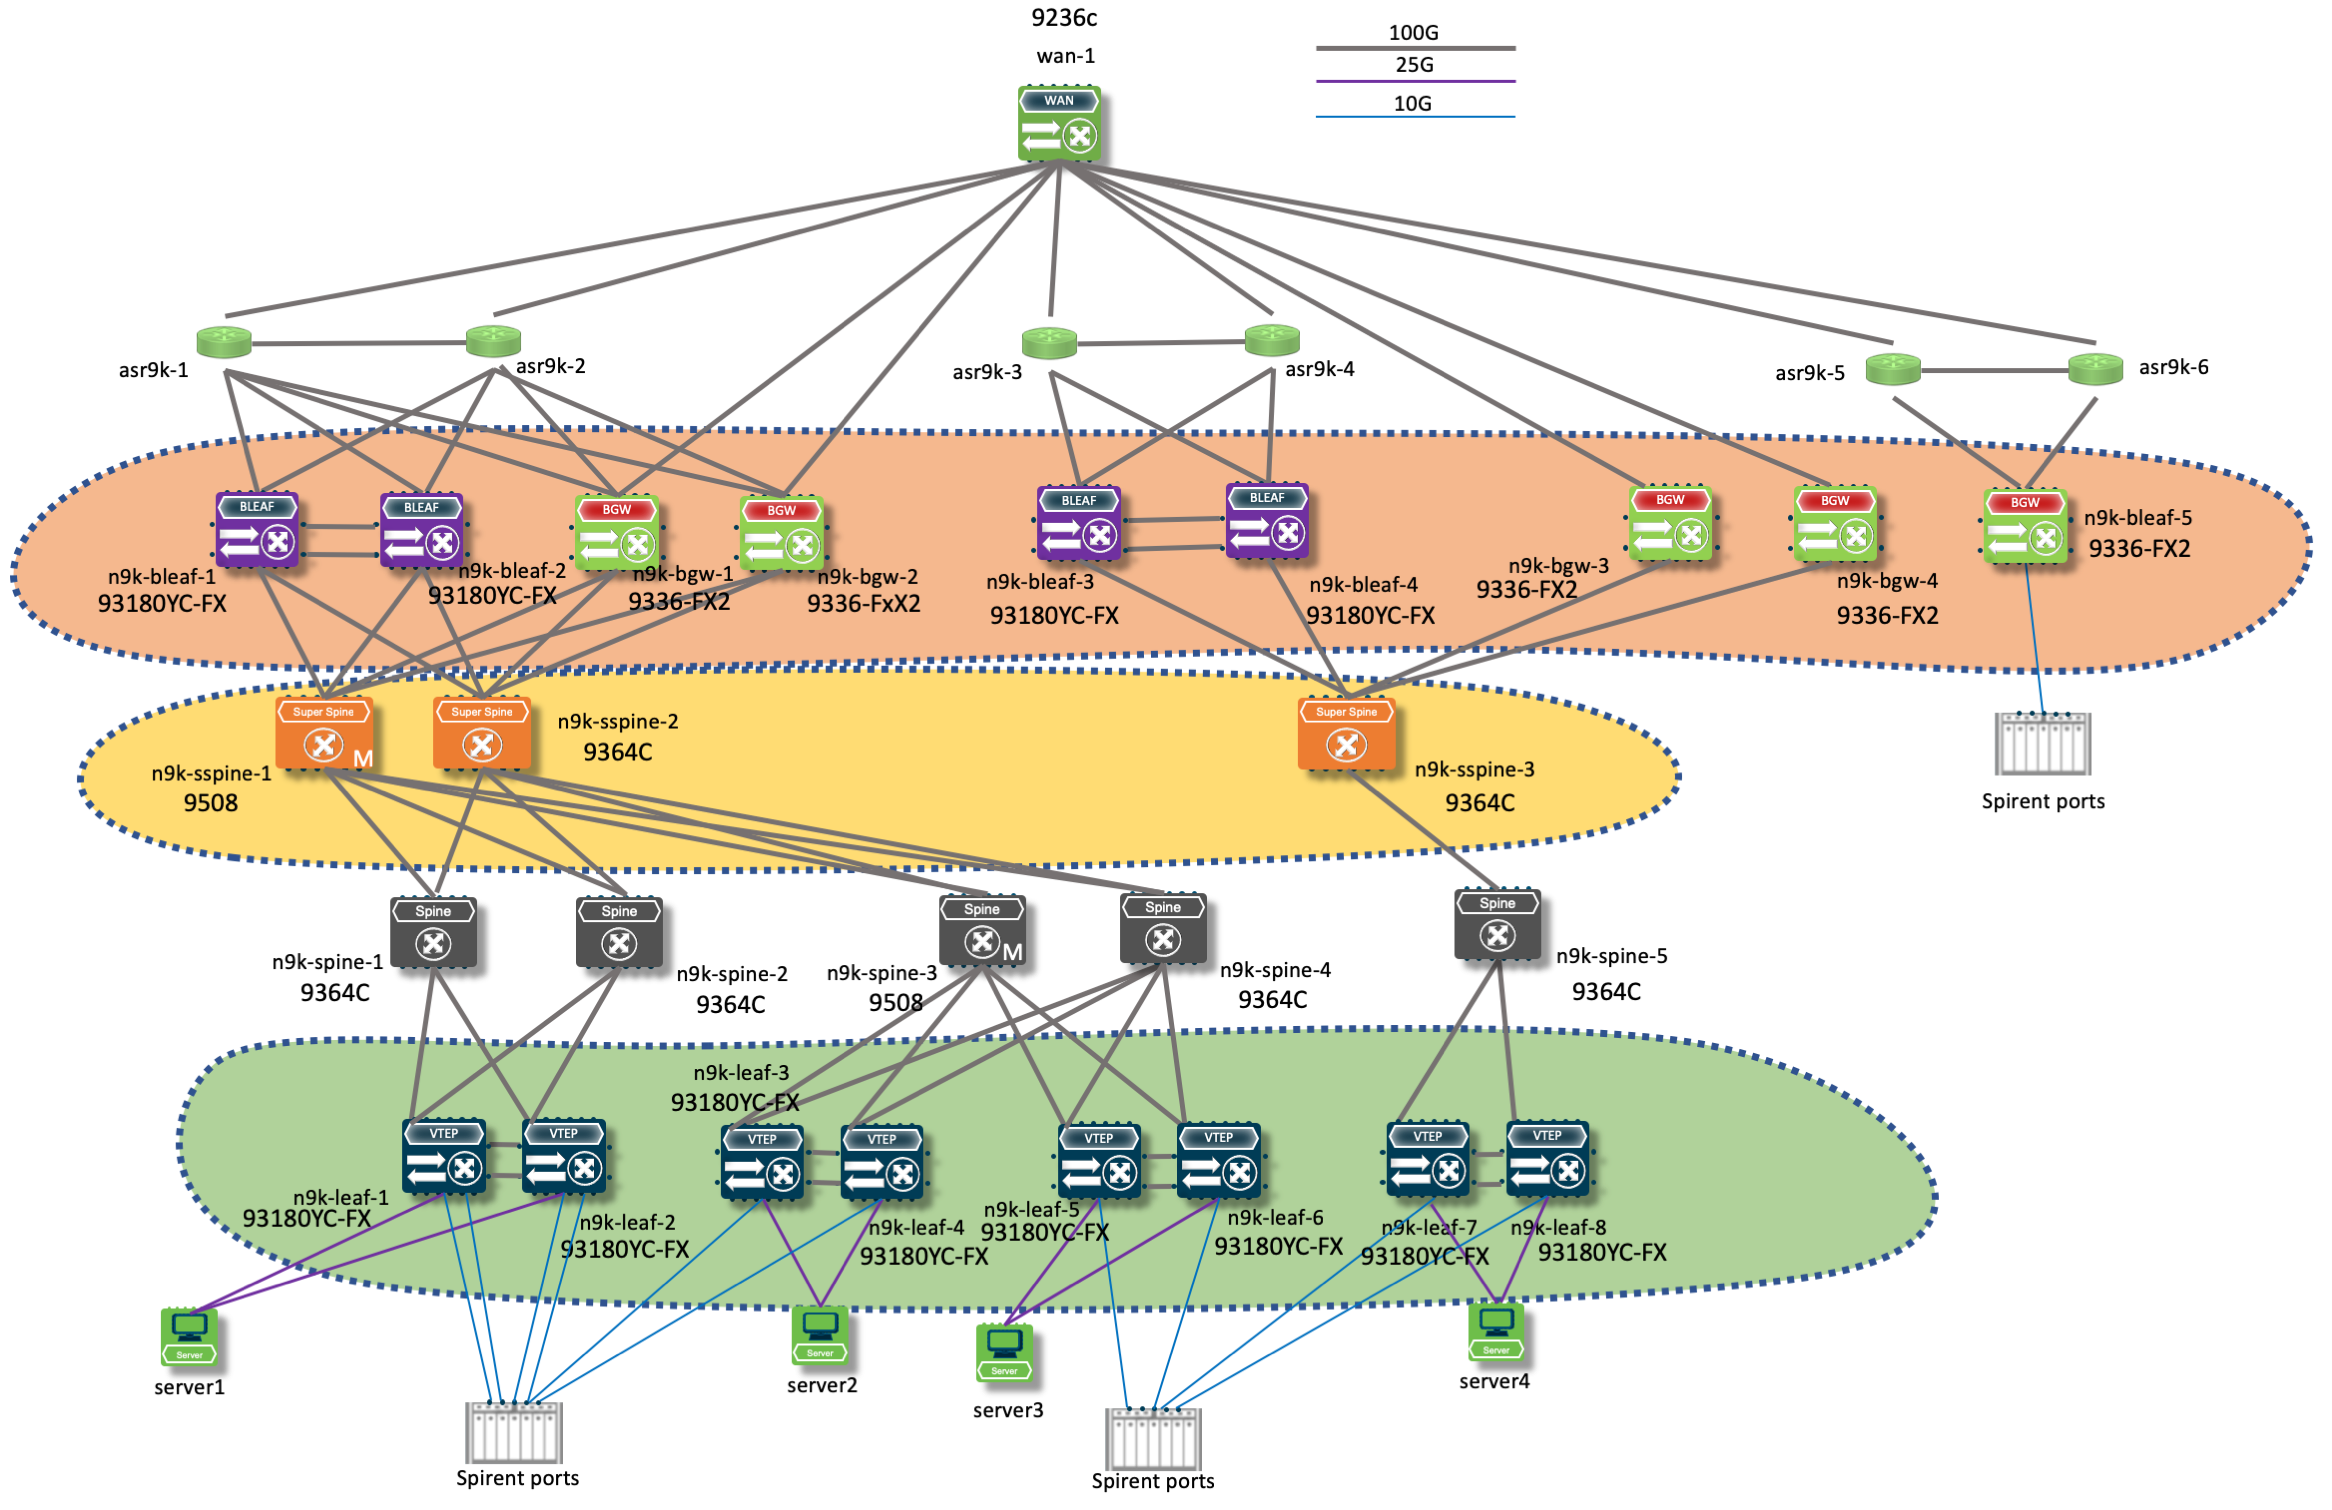 9236c
wan-1
100G
25G
10G
WAN
asr9k-1
asr9k-2
asr9k-3
asr9k-4
asr9k-5
asr9k-6
BLEAF
BLEAF
BGW
BGW
BLEAF
BLEAF
BGW
BGW
BGW
n9k-bleaf-1
93180YC-FX
n9k-bleaf-2
93180YC-FX
n9k-bgw-1
9336-FX2
n9k-bgw-2
9336-FxX2
n9k-bleaf-3
93180YC-FX
n9k-bleaf-4
93180YC-FX
n9k-bgw-3
9336-FX2
n9k-bgw-4
9336-FX2
n9k-bleaf-5
9336-FX2
Super Spine
M
Super Spine
Super Spine
n9k-sspine-1
9508
n9k-sspine-2
9364C
n9k-sspine-3
9364C
Spirent ports
Spine
Spine
Spine
M
Spine
Spine
n9k-spine-1
9364C
n9k-spine-2
9364C
n9k-spine-3
9508
n9k-spine-4
9364C
n9k-spine-5
9364C
n9k-leaf-3
93180YC-FX
VTEP
VTEP
VTEP
VTEP
VTEP
VTEP
VTEP
VTEP
n9k-leaf-1
93180YC-FX
n9k-leaf-2
93180YC-FX
n9k-leaf-4
93180YC-FX
n9k-leaf-5
93180YC-FX
n9k-leaf-6
93180YC-FX
n9k-leaf-7
93180YC-FX
n9k-leaf-8
93180YC-FX
Server
Server
Server
Server
server1
server2
server3
server4
Spirent ports
Spirent ports